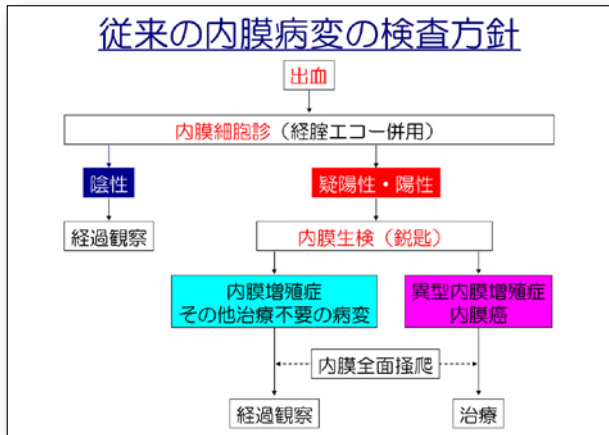 従来の内膜病変の検査方針
出血
内膜細胞診（経腟エコー併用）
陰性
疑陽性・陽性
経過観察
内膜生検（鋭匙）
内膜増殖症
その他治療不要の病変
異型内膜増殖症
内膜癌
内膜全面掻爬
経過観察
治療